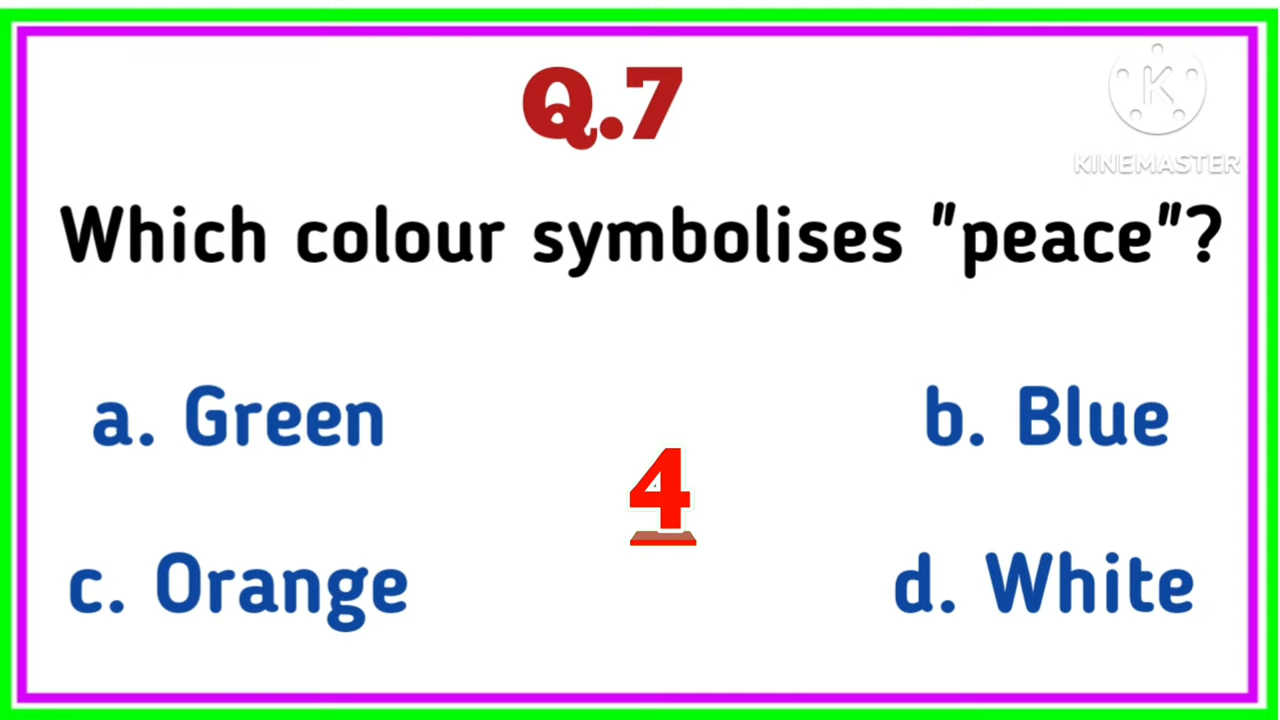 Q.7
K
KINEMASTER
Which colour symbolises "peace"?
a. Green
b. Blue
4
c. Orange
d. White